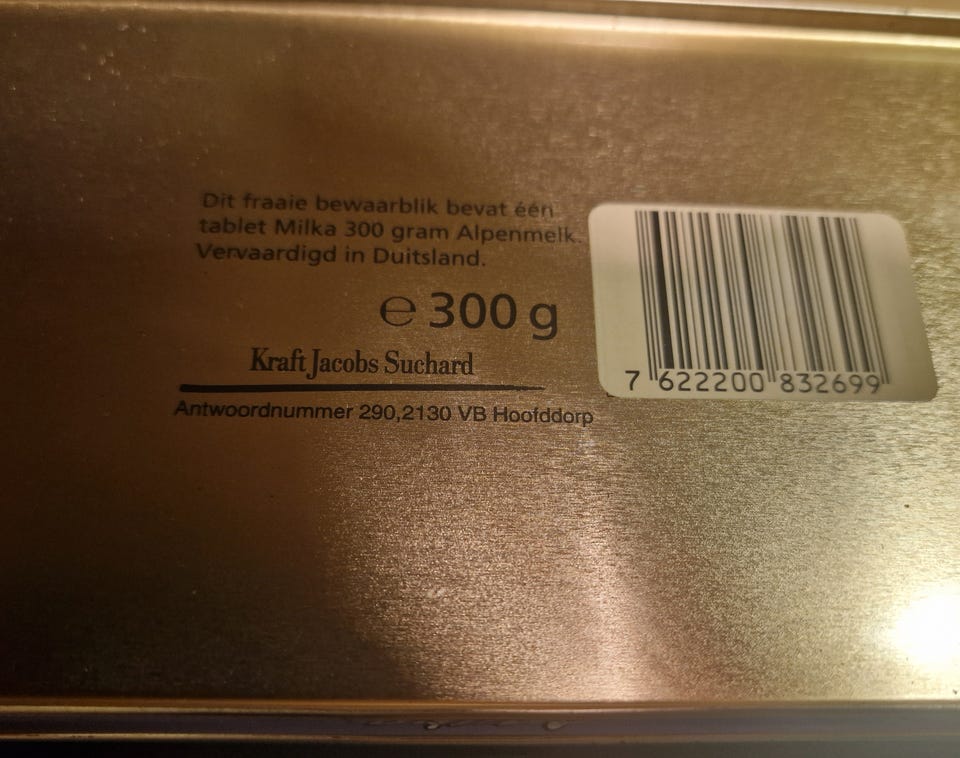 Dit fraaie bewaarblik bevat één
tablet Milka 300 gram Alpenmelk.
Vervaardigd in Duitsland.
℮ 300 g
Kraft Jacobs Suchard
Antwoordnummer 290,2130 VB Hoofddorp
7 622200 832699